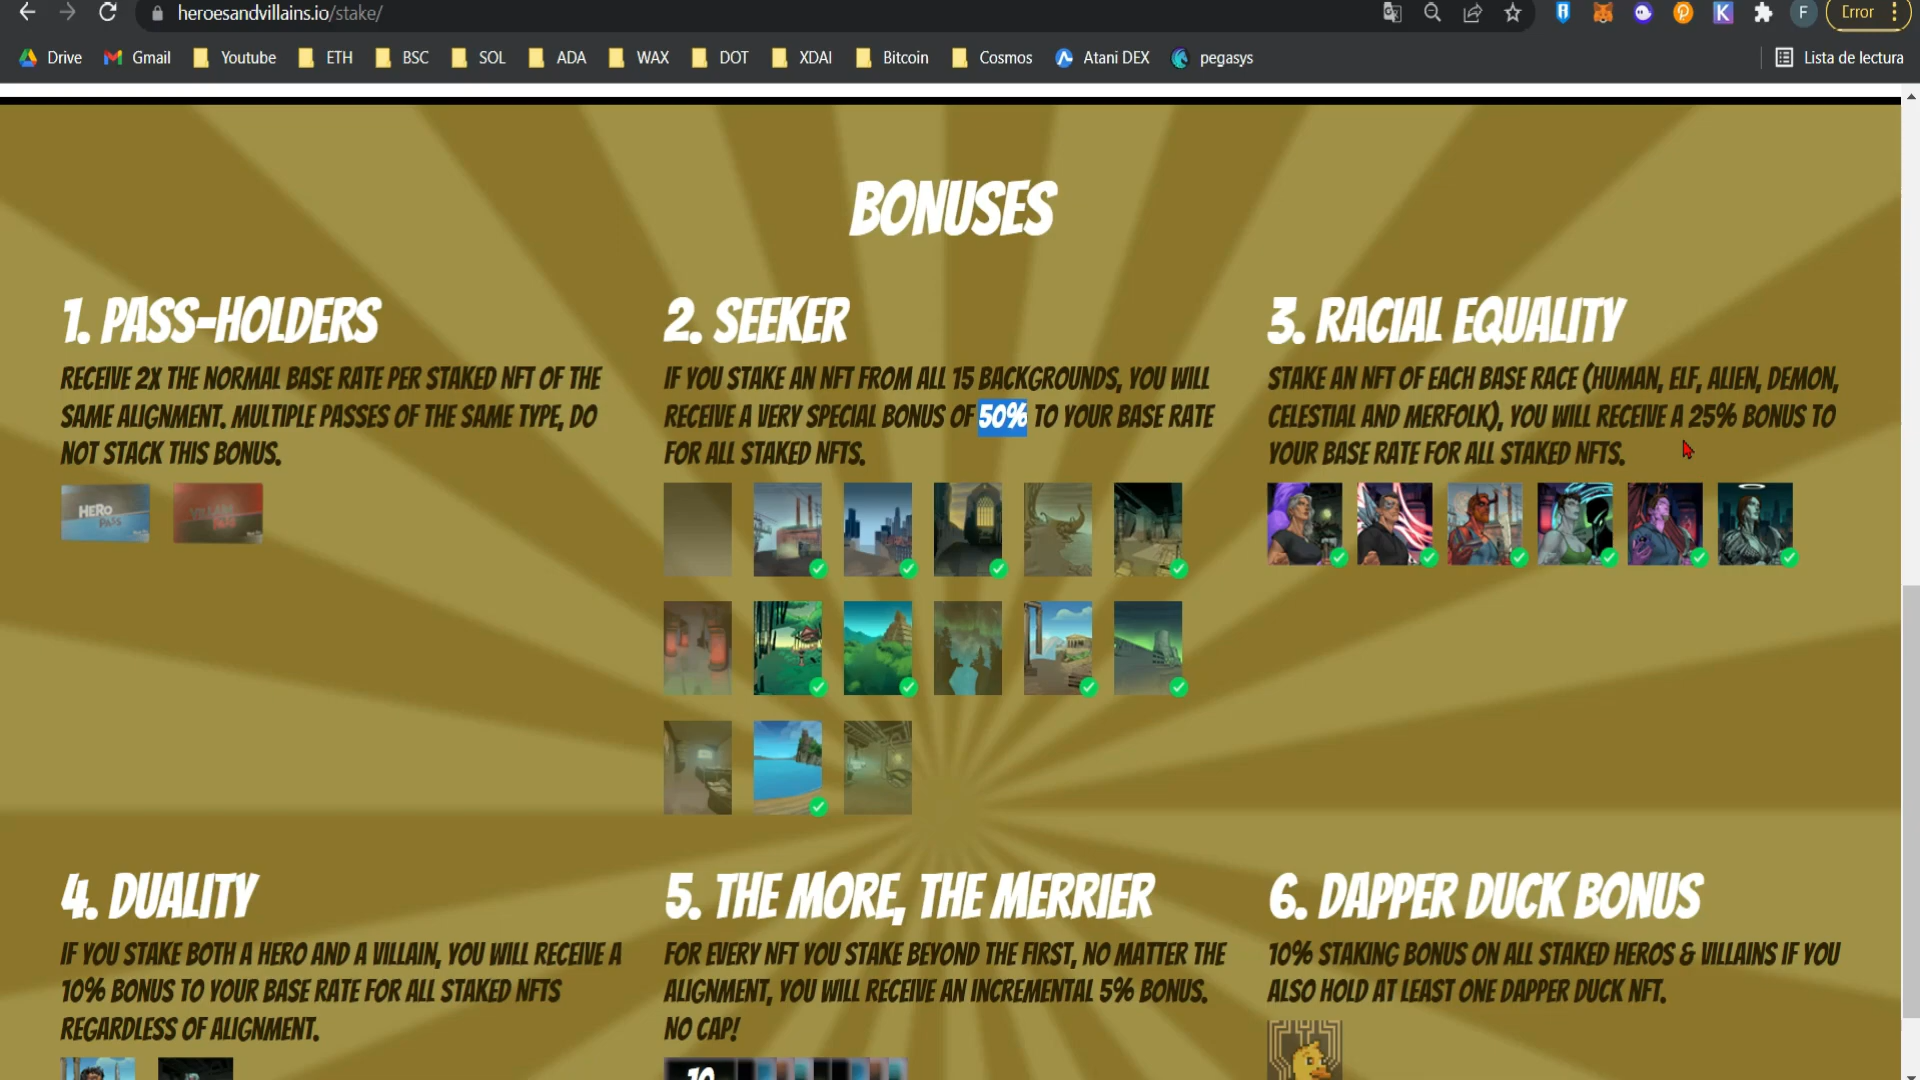 heroesandvillains.io/stake/
F
Error
Drive
Gmail
Youtube
ETH
BSC
SOL
ADA
WAX
DOT
XDAI
Bitcoin
Cosmos
Atani DEX
pegasys
Lista de lectura
BONUSES
1. PASS-HOLDERS
RECEIVE 2X THE NORMAL BASE RATE PER STAKED NFT OF THE
SAME ALIGNMENT. MULTIPLE PASSES OF THE SAME TYPE, DO
NOT STACK THIS BONUS.
HERO
PASS
2. SEEKER
IF YOU STAKE AN NFT FROM ALL 15 BACKGROUNDS, YOU WILL
RECEIVE A VERY SPECIAL BONUS OF 50% TO YOUR BASE RATE
FOR ALL STAKED NFTS.
3. RACIAL EQUALITY
STAKE AN NFT OF EACH BASE RACE (HUMAN, ELF, ALIEN, DEMON,
CELESTIAL AND MERFOLK), YOU WILL RECEIVE A 25% BONUS TO
YOUR BASE RATE FOR ALL STAKED NFTS.
4. DUALITY
IF YOU STAKE BOTH A HERO AND A VILLAIN, YOU WILL RECEIVE A
10% BONUS TO YOUR BASE RATE FOR ALL STAKED NFTS
REGARDLESS OF ALIGNMENT.
5. THE MORE, THE MERRIER
FOR EVERY NFT YOU STAKE BEYOND THE FIRST, NO MATTER THE
ALIGNMENT, YOU WILL RECEIVE AN INCREMENTAL 5% BONUS.
NO CAP!
6. DAPPER DUCK BONUS
10% STAKING BONUS ON ALL STAKED HEROS & VILLAINS IF YOU
ALSO HOLD AT LEAST ONE DAPPER DUCK NFT.